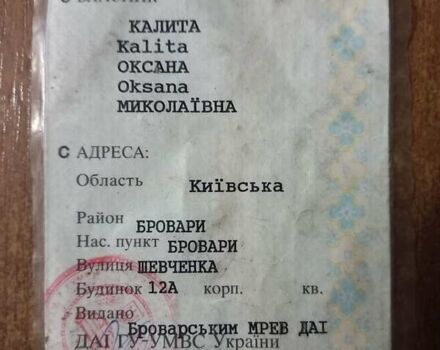 КАЛИТА
Kalita
ОКСАНА
Oksana
МИКОЛАЇВНА
С АДРЕСА:
Область Київська
Район БРОВАРИ
Нас. пункт БРОВАРИ
Вулиця ШЕВЧЕНКА
Будинок 12А корп. кв.
Видано Броварським МРЕВ ДАІ
ДАІ ГУ-УМВС України